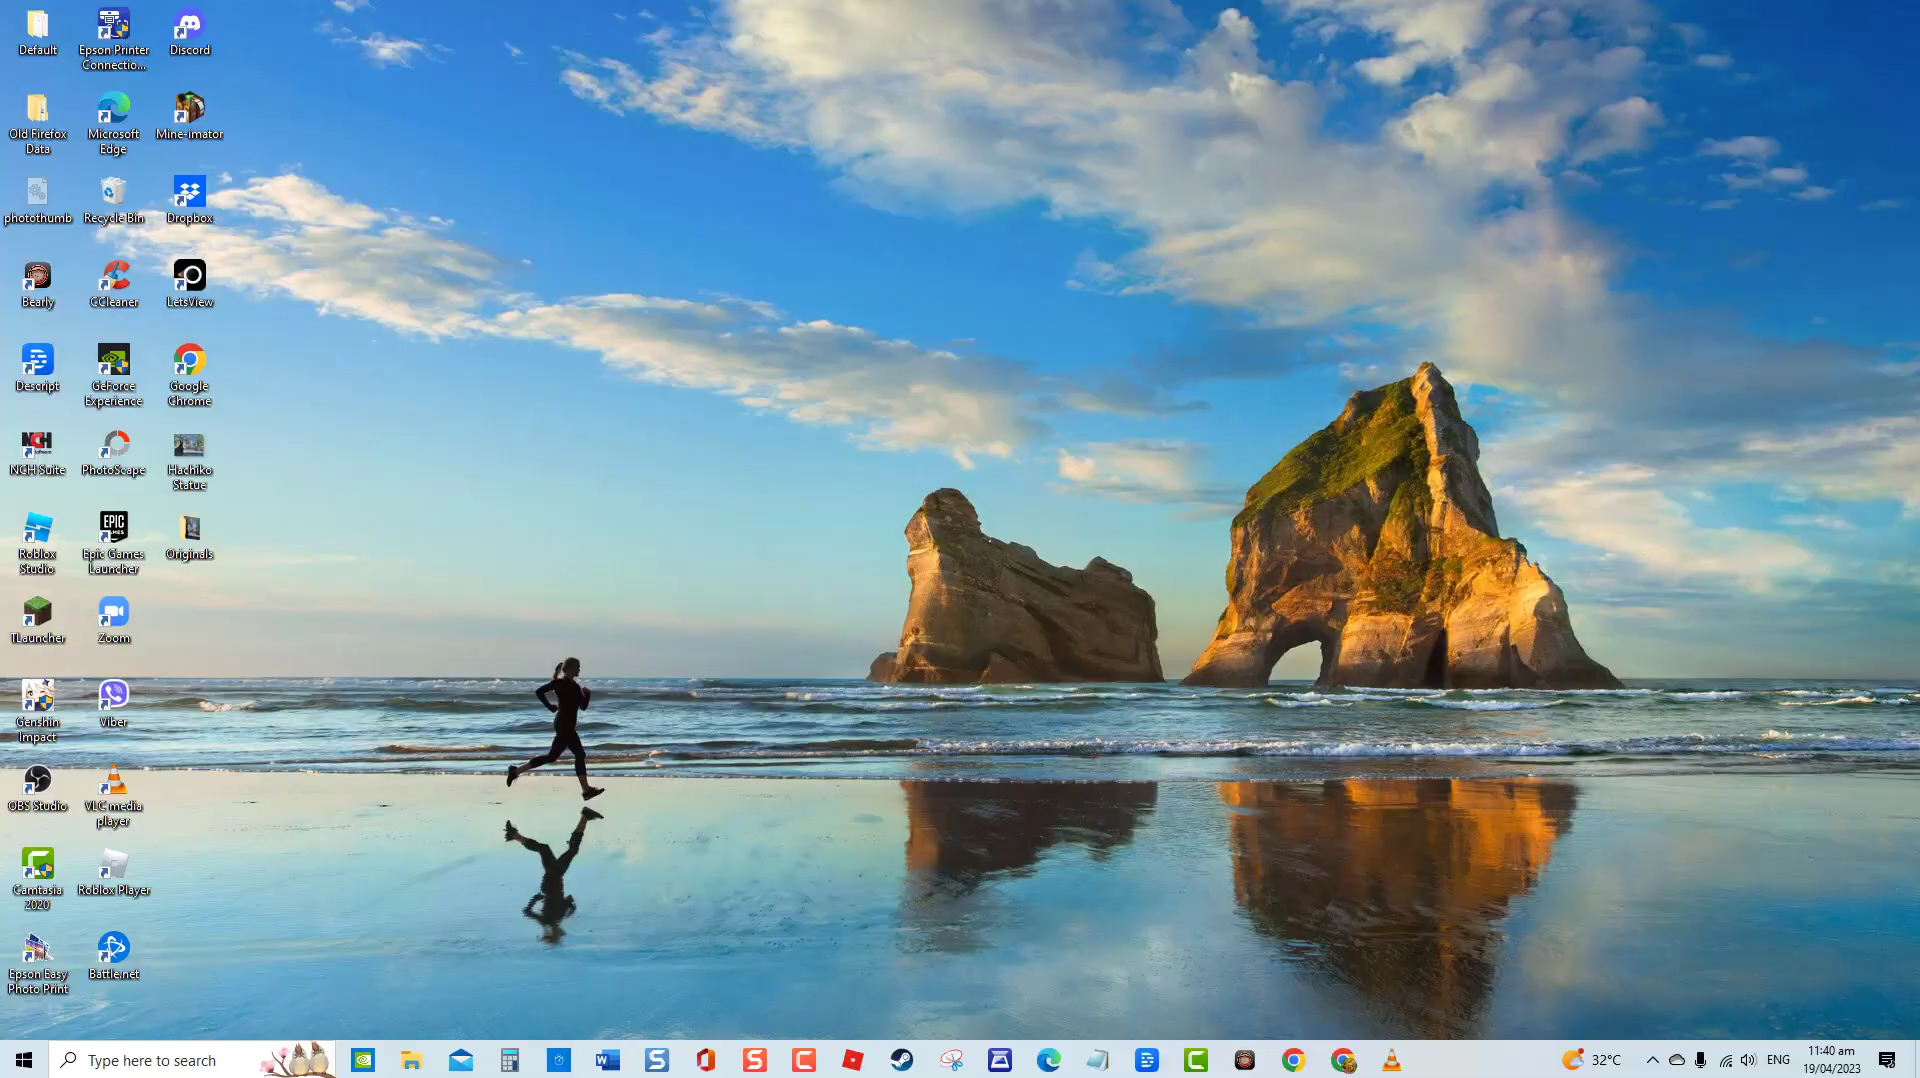 Default
Epson Printer
Connectio...
Discord
Old Firefox
Data
Microsoft
Edge
Mine-imator
photothumb
Recycle Bin
Dropbox
Bearly
CCleaner
LetsView
Descript
GeForce
Experience
Google
Chrome
NCH
NCH Suite
PhotoScape
Hachiko
Statue
Roblox
Studio
EPIC
GAMES
Epic Games
Launcher
Originals
TLauncher
Zoom
Genshin
Impact
Viber
OBS Studio
VLC media
player
Camtasia
2020
Roblox Player
Epson Easy
Photo Print
Battle.net
Type here to search
32°C
ENG
11:40 am
19/04/2023